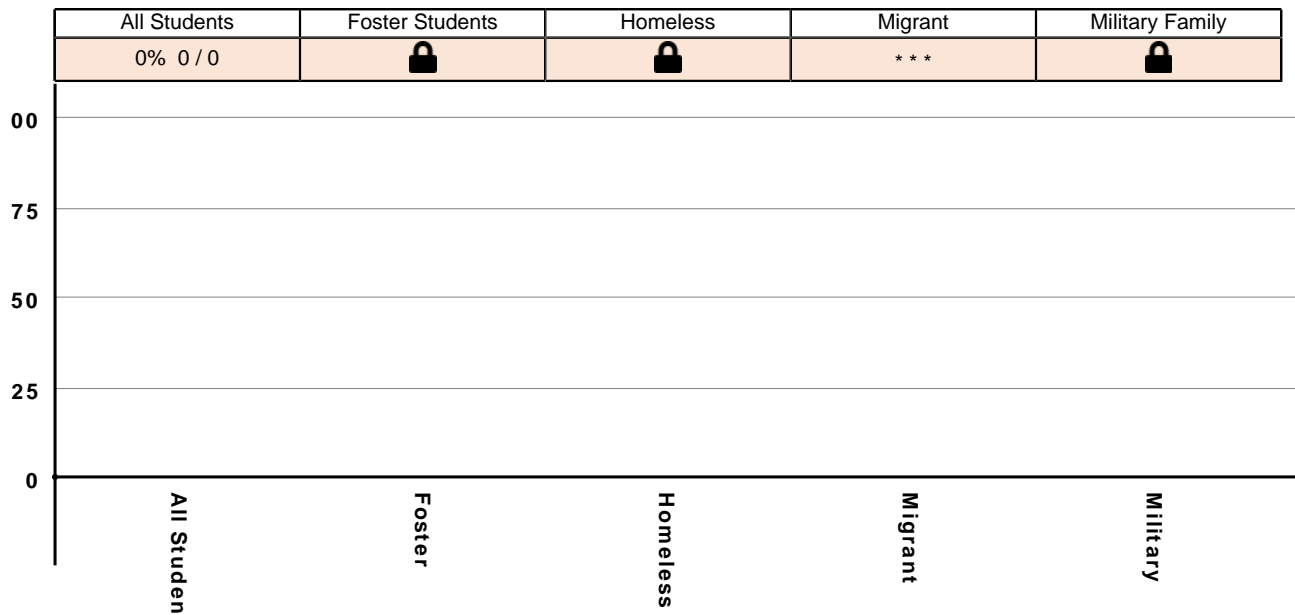 All Students Foster Students Homeless Migrant Military Family
0% 0 / 0 * * *
00
75
50
25
0
All Studen
Foster
Homeless
Migrant
Military